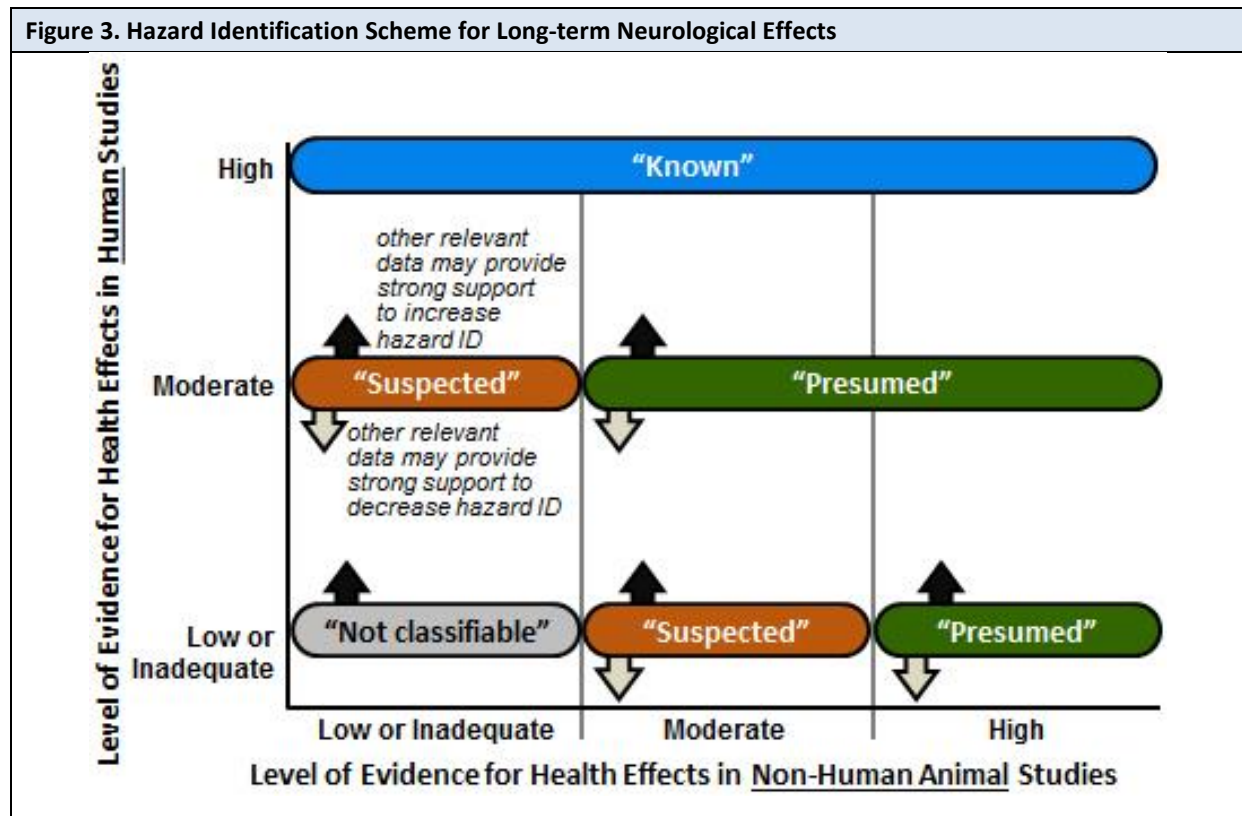 Figure 3. Hazard Identification Scheme for Long-term Neurological Effects
Level of Evidence for Health Effects in Human Studies
High
“Known”
other relevant
data may provide
strong support
to increase
hazard ID
Moderate
“Suspected”
“Presumed”
other relevant
data may provide
strong support to
decrease hazard ID
Low or
Inadequate
“Not classifiable”
“Suspected”
“Presumed”
Low or Inadequate
Moderate
High
Level of Evidence for Health Effects in Non-Human Animal Studies